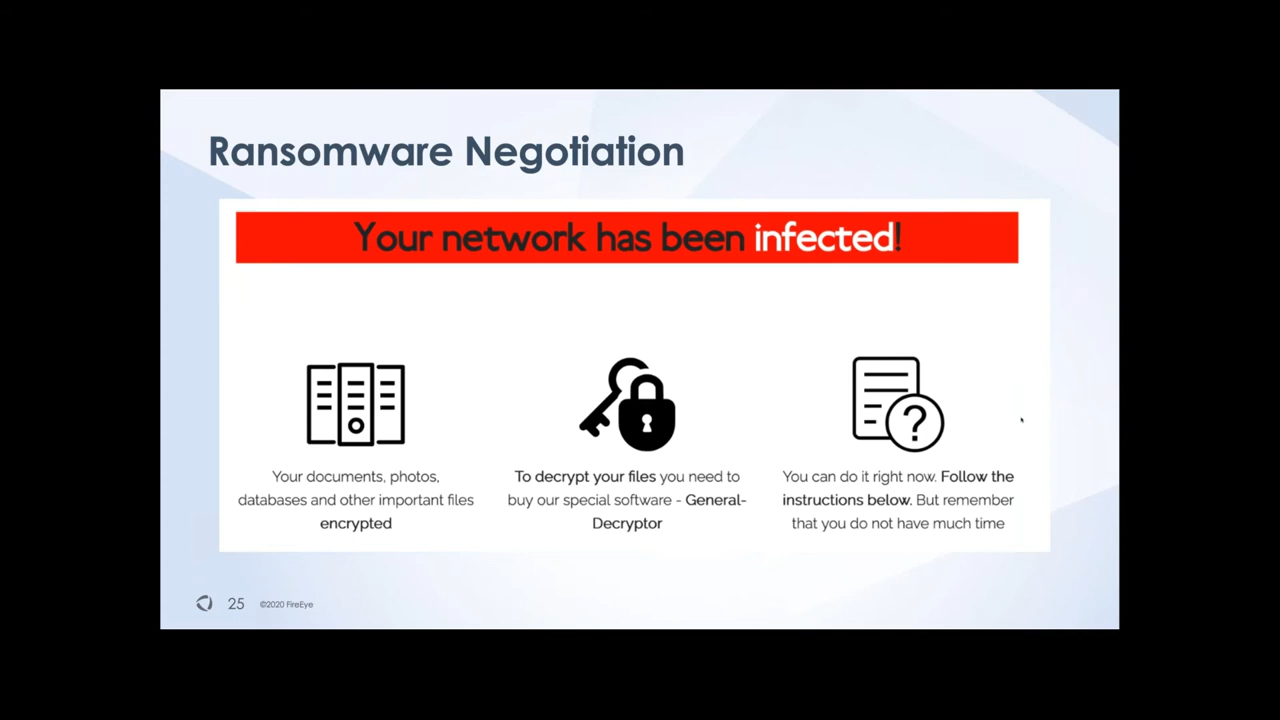 Ransomware Negotiation
Your network has been infected!
Your documents, photos,
databases and other important files
encrypted
To decrypt your files you need to
buy our special software - General-
Decryptor
You can do it right now. Follow the
instructions below. But remember
that you do not have much time
25 ©2020 FireEye